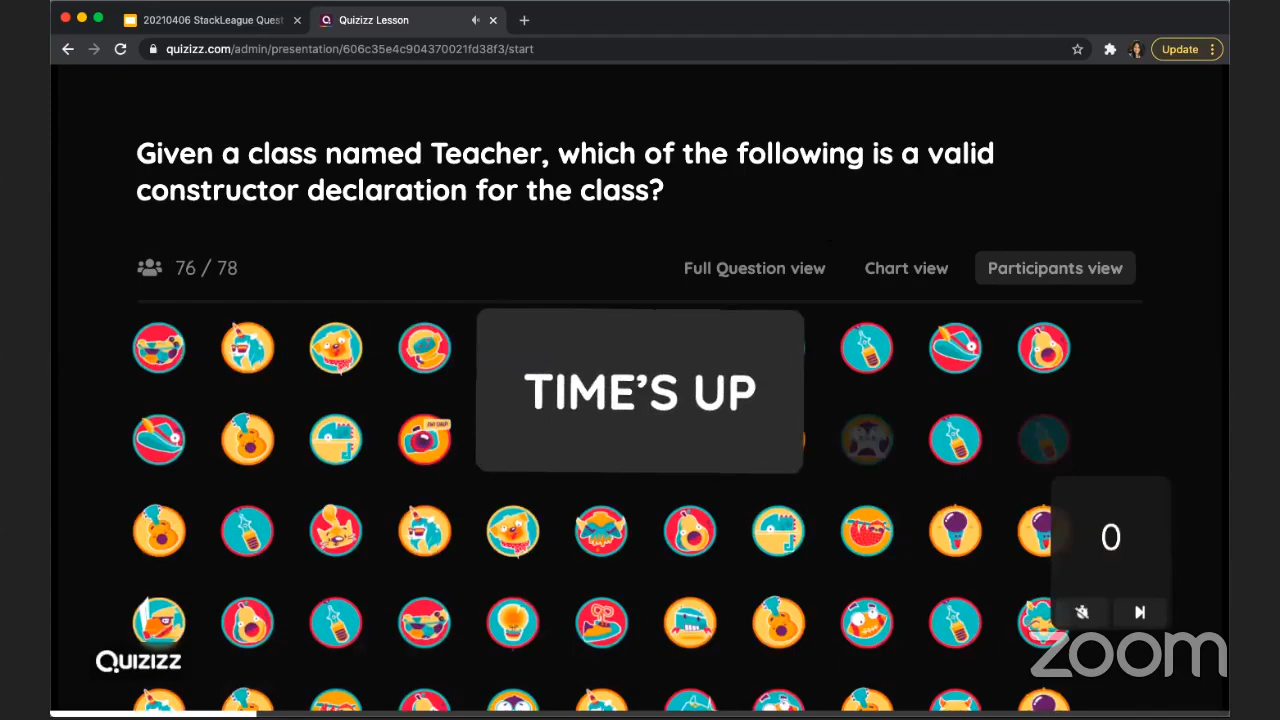 20210406 StackLeague Quest
Quizizz Lesson
quizizz.com/admin/presentation/606c35e4c904370021fd38f3/start
Update
Given a class named Teacher, which of the following is a valid
constructor declaration for the class?
76 / 78
Full Question view
Chart view
Participants view
TIME'S UP
0
QUIZIZZ
zoom